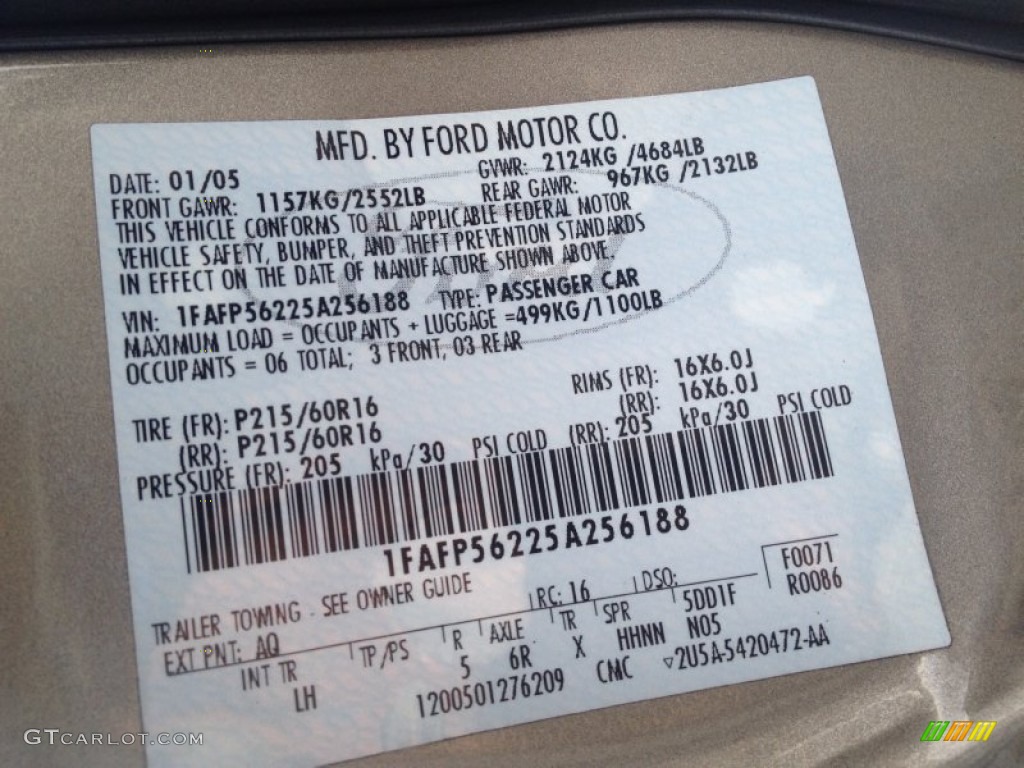 MFD. BY FORD MOTOR CO.
DATE: 01/05 GVWR: 2124KG /4684LB
FRONT GAWR: 1157KG/2552LB REAR GAWR: 967KG /2132LB
THIS VEHICLE CONFORMS TO ALL APPLICABLE FEDERAL MOTOR
VEHICLE SAFETY, BUMPER, AND THEFT PREVENTION STANDARDS
IN EFFECT ON THE DATE OF MANUFACTURE SHOWN ABOVE.
VIN: 1FAFP56225A256188 TYPE: PASSENGER CAR
MAXIMUM LOAD = OCCUPANTS + LUGGAGE =499KG/1100LB
OCCUPANTS = 06 TOTAL; 3 FRONT, 03 REAR
TIRE (FR): P215/60R16 RIMS (FR): 16X6.0J
(RR): P215/60R16 (RR): 16X6.0J
PRESSURE (FR): 205 kPa/30 PSI COLD (RR): 205 kPa/30 PSI COLD
1FAFP56225A256188
TRAILER TOWING - SEE OWNER GUIDE
EXT PNT: AQ RC: 16 DSO: F0071
R0086
INT TR TP/PS R AXLE TR SPR 5DD1F
LH 5 6R X HHNN N05
1200501276209 CMC ▽2U5A-5420472-AA
GTCARLOT.COM